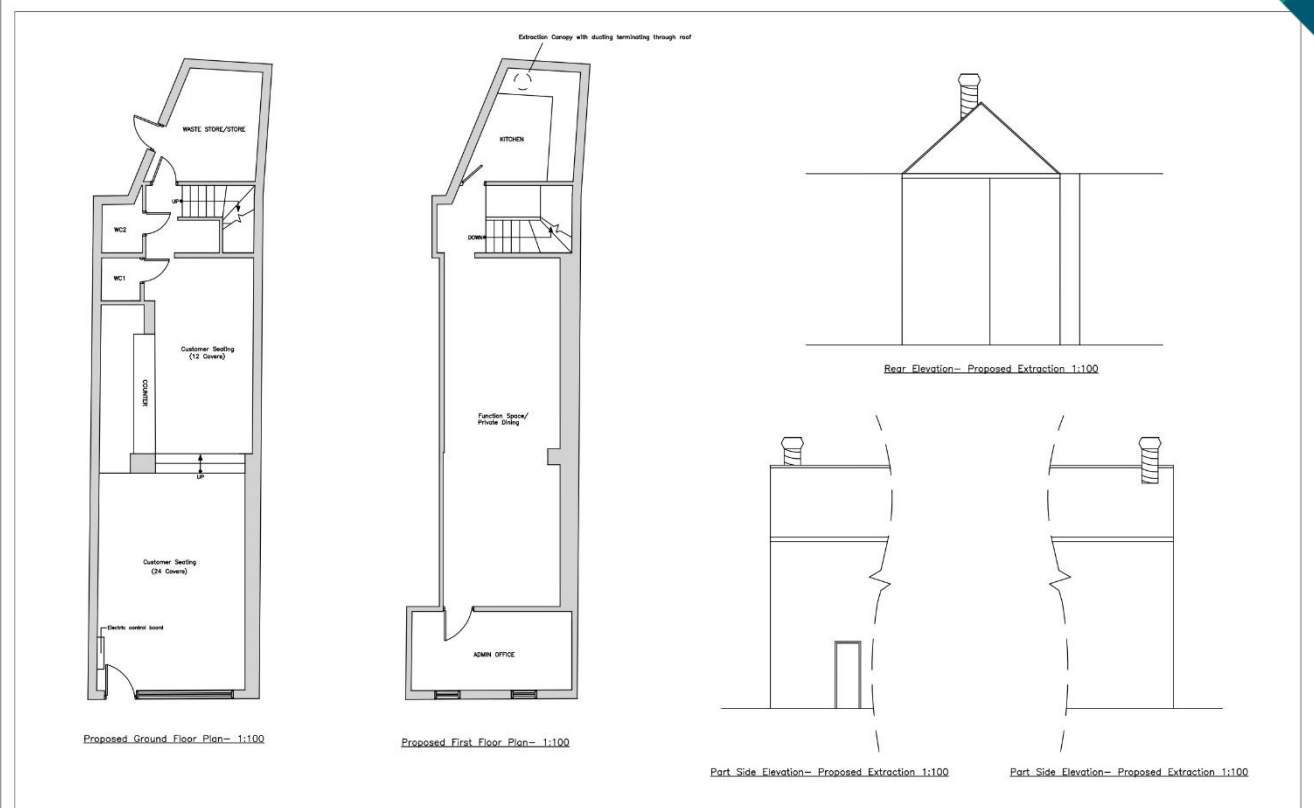 Extraction Canopy with ducting terminating through roof
WASTE STORE/STORE
UP
WC2
WC1
Customer Seating
(12 Covers)
COUNTER
UP
Customer Seating
(24 Covers)
Electric control board
Proposed Ground Floor Plan- 1:100
KITCHEN
DOWN
Function Space/
Private Dining
ADMIN OFFICE
Proposed First Floor Plan- 1:100
Rear Elevation- Proposed Extraction 1:100
Part Side Elevation- Proposed Extraction 1:100
Part Side Elevation- Proposed Extraction 1:100